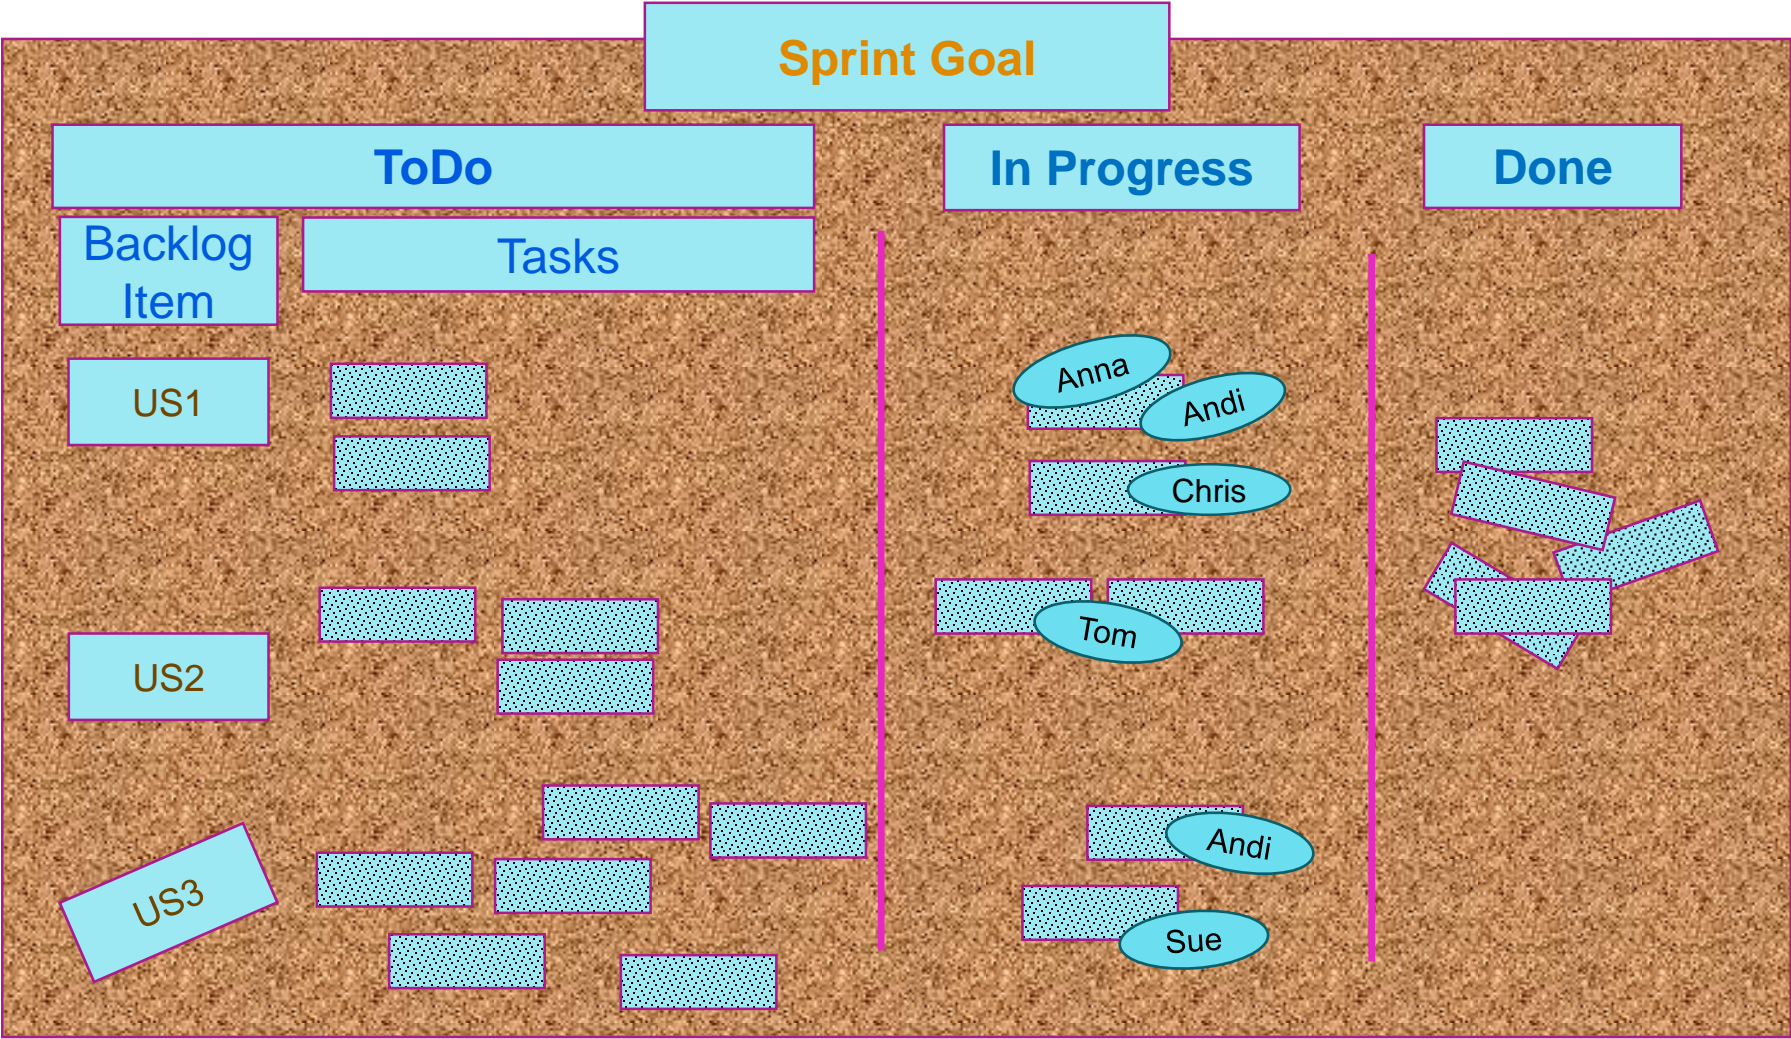 Sprint Goal
ToDo
In Progress
Done
Backlog
Item
Tasks
US1
Anna
Andi
Chris
US2
Tom
US3
Andi
Sue